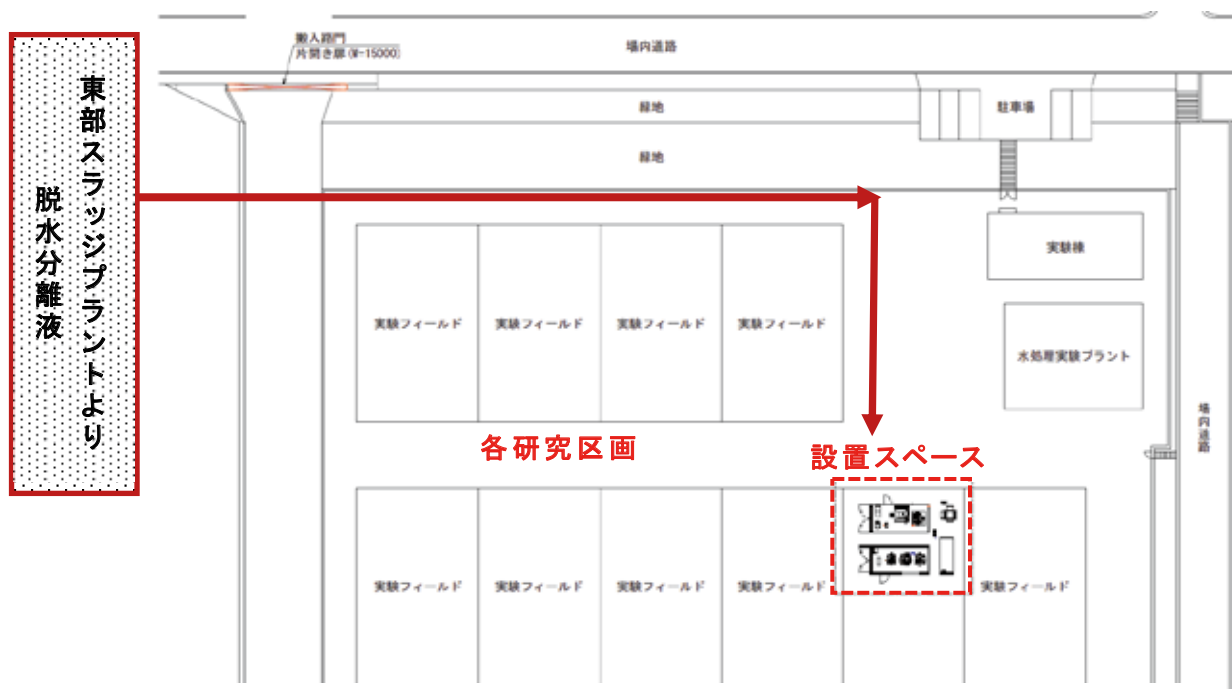 東部スラッジプラントより
脱水分離液
搬入路門
片開き扉(W-15000)
場内道路
緑地
駐車場
緑地
実験棟
水処理実験プラント
場内道路
実験フィールド
実験フィールド
実験フィールド
実験フィールド
各研究区画
設置スペース
実験フィールド
実験フィールド
実験フィールド
実験フィールド
実験フィールド